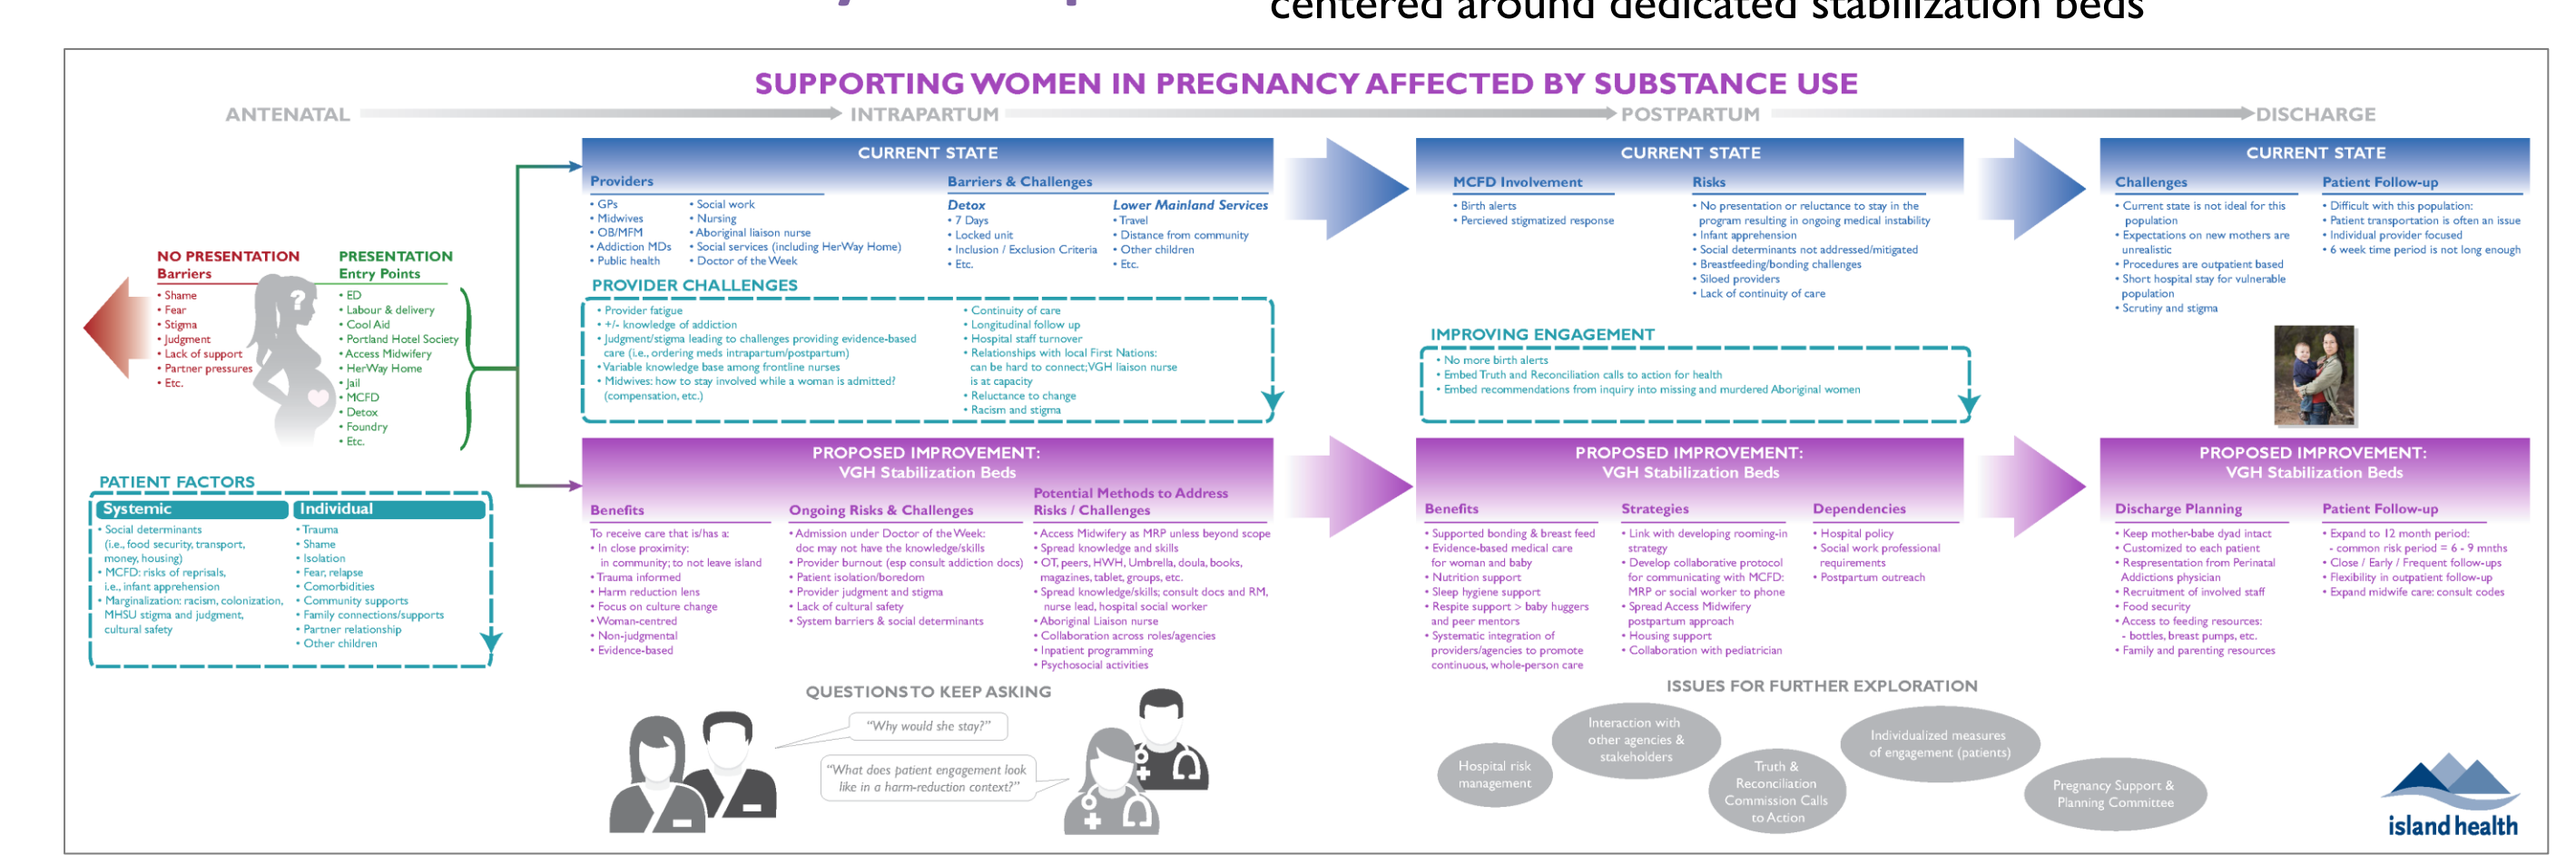 centered around dedicated stabilization beds
SUPPORTING WOMEN IN PREGNANCY AFFECTED BY SUBSTANCE USE
ANTENATAL
INTRAPARTUM
POSTPARTUM
DISCHARGE
NO PRESENTATION
Barriers
• Shame
• Fear
• Stigma
• Judgment
• Lack of support
• Partner pressures
• Etc.
?
PRESENTATION
Entry Points
• ED
• Labour & delivery
• Cool Aid
• Portland Hotel Society
• Access Midwifery
• HerWay Home
• Jail
• MCFD
• Detox
• Foundry
• Etc.
PATIENT FACTORS
Systemic
• Social determinants
(i.e., food security, transport,
money, housing)
• MCFD: risks of reprisals,
i.e., infant apprehension
• Marginalization: racism, colonization,
MHSU stigma and judgment,
cultural safety
Individual
• Trauma
• Shame
• Isolation
• Fear, relapse
• Comorbidities
• Community supports
• Family connections/supports
• Partner relationship
• Other children
CURRENT STATE
Providers
• GPs
• Midwives
• OB/MFM
• Addiction MDs
• Public health
• Social work
• Nursing
• Aboriginal liaison nurse
• Social services (including HerWay Home)
• Doctor of the Week
Barriers & Challenges
Detox
• 7 Days
• Locked unit
• Inclusion / Exclusion Criteria
• Etc.
Lower Mainland Services
• Travel
• Distance from community
• Other children
• Etc.
PROVIDER CHALLENGES
• Provider fatigue
• +/- knowledge of addiction
• Judgment/stigma leading to challenges providing evidence-based
care (i.e., ordering meds intrapartum/postpartum)
• Variable knowledge base among frontline nurses
• Midwives: how to stay involved while a woman is admitted?
(compensation, etc.)
• Continuity of care
• Longitudinal follow up
• Hospital staff turnover
• Relationships with local First Nations:
can be hard to connect; VGH liaison nurse
is at capacity
• Reluctance to change
• Racism and stigma
PROPOSED IMPROVEMENT:
VGH Stabilization Beds
Benefits
To receive care that is/has a:
• In close proximity:
in community; to not leave island
• Trauma informed
• Harm reduction lens
• Focus on culture change
• Woman-centred
• Non-judgmental
• Evidence-based
Ongoing Risks & Challenges
• Admission under Doctor of the Week:
doc may not have the knowledge/skills
• Provider burnout (esp consult addiction docs)
• Patient isolation/boredom
• Provider judgment and stigma
• Lack of cultural safety
• System barriers & social determinants
Potential Methods to Address
Risks / Challenges
• Access Midwifery as MRP unless beyond scope
• Spread knowledge and skills
• OT, peers, HWH, Umbrella, doula, books,
magazines, tablet, groups, etc.
• Spread knowledge/skills; consult docs and RM,
nurse lead, hospital social worker
• Aboriginal Liaison nurse
• Collaboration across roles/agencies
• Inpatient programming
• Psychosocial activities
QUESTIONS TO KEEP ASKING
"Why would she stay?"
"What does patient engagement look
like in a harm-reduction context?"
CURRENT STATE
MCFD Involvement
• Birth alerts
• Percieved stigmatized response
Risks
• No presentation or reluctance to stay in the
program resulting in ongoing medical instability
• Infant apprehension
• Social determinants not addressed/mitigated
• Breastfeeding/bonding challenges
• Siloed providers
• Lack of continuity of care
IMPROVING ENGAGEMENT
• No more birth alerts
• Embed Truth and Reconciliation calls to action for health
• Embed recommendations from inquiry into missing and murdered Aboriginal women
PROPOSED IMPROVEMENT:
VGH Stabilization Beds
Benefits
• Supported bonding & breast feed
• Evidence-based medical care
for woman and baby
• Nutrition support
• Sleep hygiene support
• Respite support > baby huggers
and peer mentors
• Systematic integration of
providers/agencies to promote
continuous, whole-person care
Strategies
• Link with developing rooming-in
strategy
• Develop collaborative protocol
for communicating with MCFD:
MRP or social worker to phone
• Spread Access Midwifery
postpartum approach
• Housing support
• Collaboration with pediatrician
Dependencies
• Hospital policy
• Social work professional
requirements
• Postpartum outreach
ISSUES FOR FURTHER EXPLORATION
Hospital risk
management
Interaction with
other agencies &
stakeholders
Truth &
Reconciliation
Commission Calls
to Action
Individualized measures
of engagement (patients)
Pregnancy Support &
Planning Committee
CURRENT STATE
Challenges
• Current state is not ideal for this
population
• Expectations on new mothers are
unrealistic
• Procedures are outpatient based
• Short hospital stay for vulnerable
population
• Scrutiny and stigma
Patient Follow-up
• Difficult with this population:
• Patient transportation is often an issue
• Individual provider focused
• 6 week time period is not long enough
PROPOSED IMPROVEMENT:
VGH Stabilization Beds
Discharge Planning
• Keep mother-babe dyad intact
• Customized to each patient
• Respresentation from Perinatal
Addictions physician
• Recruitment of involved staff
• Food security
• Access to feeding resources:
- bottles, breast pumps, etc.
• Family and parenting resources
Patient Follow-up
• Expand to 12 month period:
- common risk period = 6 - 9 mnths
• Close / Early / Frequent follow-ups
• Flexibility in outpatient follow-up
• Expand midwife care: consult codes
island health